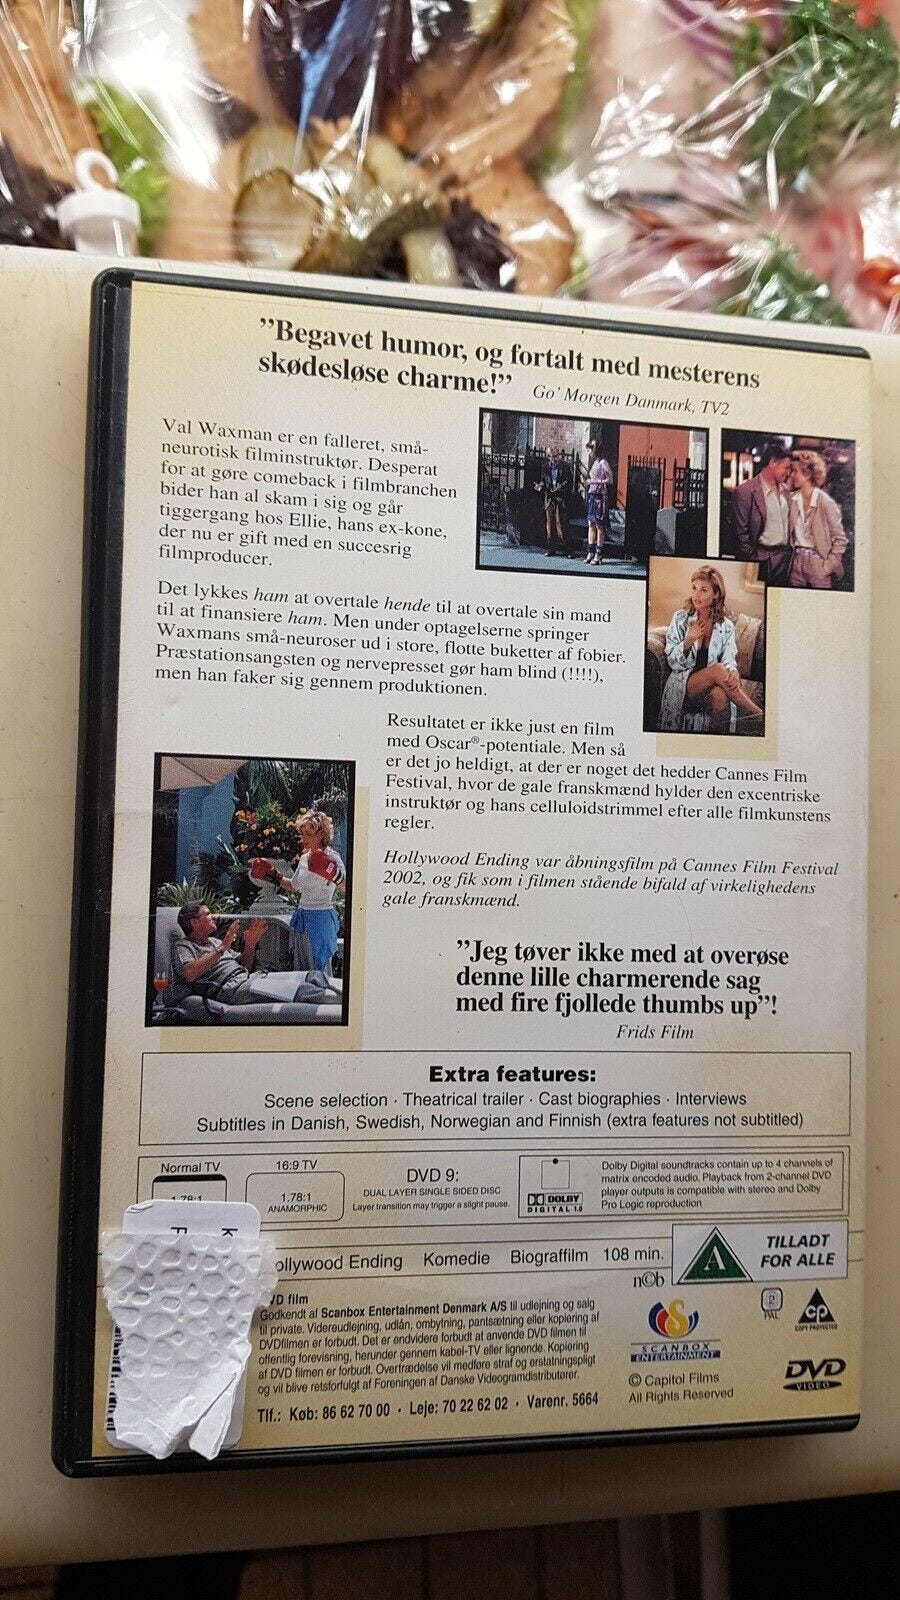 ”Begavet humor, og fortalt med mesterens
skødesløse charme!” Go' Morgen Danmark, TV2
Val Waxman er en falleret, små-
neurotisk filminstruktør. Desperat
for at gøre comeback i filmbranchen
bider han al skam i sig og går
tiggergang hos Ellie, hans ex-kone,
der nu er gift med en succesrig
filmproducer.
Det lykkes ham at overtale hende til at overtale sin mand
til at finansiere ham. Men under optagelserne springer
Waxmans små-neuroser ud i store, flotte buketter af fobier.
Præstationsangsten og nervepresset gør ham blind (!!!!),
men han faker sig gennem produktionen.
Resultatet er ikke just en film
med Oscar®-potentiale. Men så
er det jo heldigt, at der er noget det hedder Cannes Film
Festival, hvor de gale franskmænd hylder den excentriske
instruktør og hans celluloidstrimmel efter alle filmkunstens
regler.
Hollywood Ending var åbningsfilm på Cannes Film Festival
2002, og fik som i filmen stående bifald af virkelighedens
gale franskmænd.
”Jeg tøver ikke med at overøse
denne lille charmerende sag
med fire fjollede thumbs up”!
Frids Film
Extra features:
Scene selection · Theatrical trailer · Cast biographies · Interviews
Subtitles in Danish, Swedish, Norwegian and Finnish (extra features not subtitled)
Normal TV
1.78:1
16:9 TV
1.78:1
ANAMORPHIC
DVD 9:
DUAL LAYER SINGLE SIDED DISC
Layer transition may trigger a slight pause.
DOLBY
DIGITAL 1.0
Dolby Digital soundtracks contain up to 4 channels of
matrix encoded audio. Playback from 2-channel DVD
player outputs is compatible with stereo and Dolby
Pro Logic reproduction
K
F
ollywood Ending Komedie Biograffilm 108 min.
A
TILLADT
FOR ALLE
n©b
VD film
Godkendt af Scanbox Entertainment Denmark A/S til udlejning og salg
til private. Videreudlejning, udlån, ombytning, pantsætning eller kopiering af
DVDfilmen er forbudt. Det er endvidere forbudt at anvende DVD filmen til
offentlig forevisning, herunder gennem kabel-TV eller lignende. Kopiering
af DVD filmen er forbudt. Overtrædelse vil medføre straf og erstatningspligt
og vil blive retsforfulgt af Foreningen af Danske Videogramdistributører.
Tlf.: Køb: 86 62 70 00 · Leje: 70 22 62 02 · Varenr. 5664
SCANBOX
ENTERTAINMENT
© Capitol Films
All Rights Reserved
2
PAL
CP
COPY PROTECTED
DVD
VIDEO